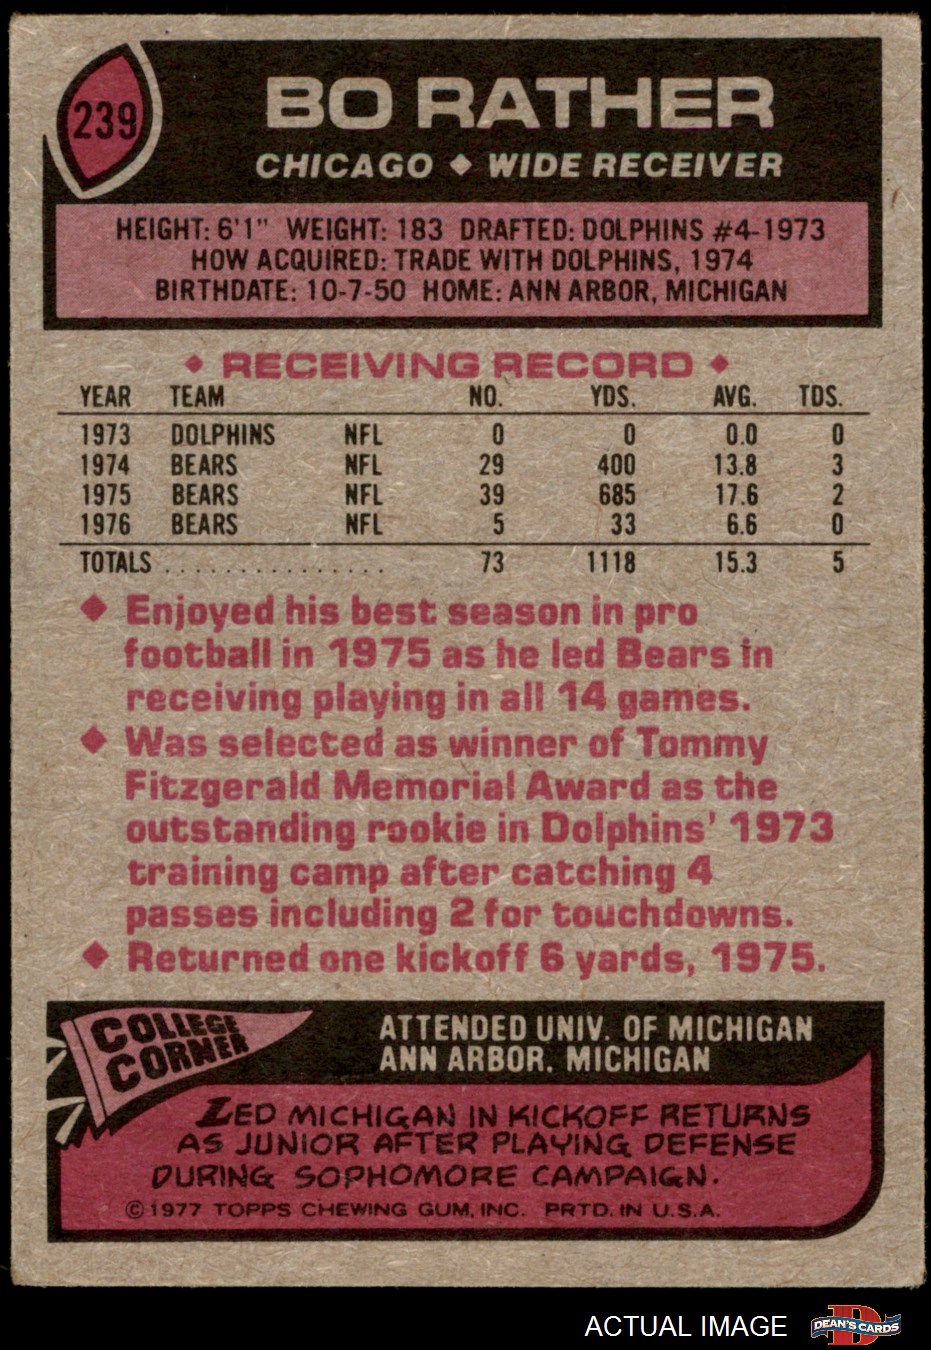 239
BO RATHER
CHICAGO ◆ WIDE RECEIVER
HEIGHT: 6'1" WEIGHT: 183 DRAFTED: DOLPHINS #4-1973
HOW ACQUIRED: TRADE WITH DOLPHINS, 1974
BIRTHDATE: 10-7-50 HOME: ANN ARBOR, MICHIGAN
◆ RECEIVING RECORD ◆
YEAR TEAM NO. YDS. AVG. TDS.
1973 DOLPHINS NFL 0 0 0.0 0
1974 BEARS NFL 29 400 13.8 3
1975 BEARS NFL 39 685 17.6 2
1976 BEARS NFL 5 33 6.6 0
TOTALS . . . . . . . . . . . . . . . 73 1118 15.3 5
◆ Enjoyed his best season in pro
football in 1975 as he led Bears in
receiving playing in all 14 games.
◆ Was selected as winner of Tommy
Fitzgerald Memorial Award as the
outstanding rookie in Dolphins' 1973
training camp after catching 4
passes including 2 for touchdowns.
◆ Returned one kickoff 6 yards, 1975.
COLLEGE
CORNER
ATTENDED UNIV. OF MICHIGAN
ANN ARBOR. MICHIGAN
LED MICHIGAN IN KICKOFF RETURNS
AS JUNIOR AFTER PLAYING DEFENSE
DURING SOPHOMORE CAMPAIGN.
©1977 TOPPS CHEWING GUM, INC. PRTD. IN U.S.A.
ACTUAL IMAGE
D
DEAN'S CARDS